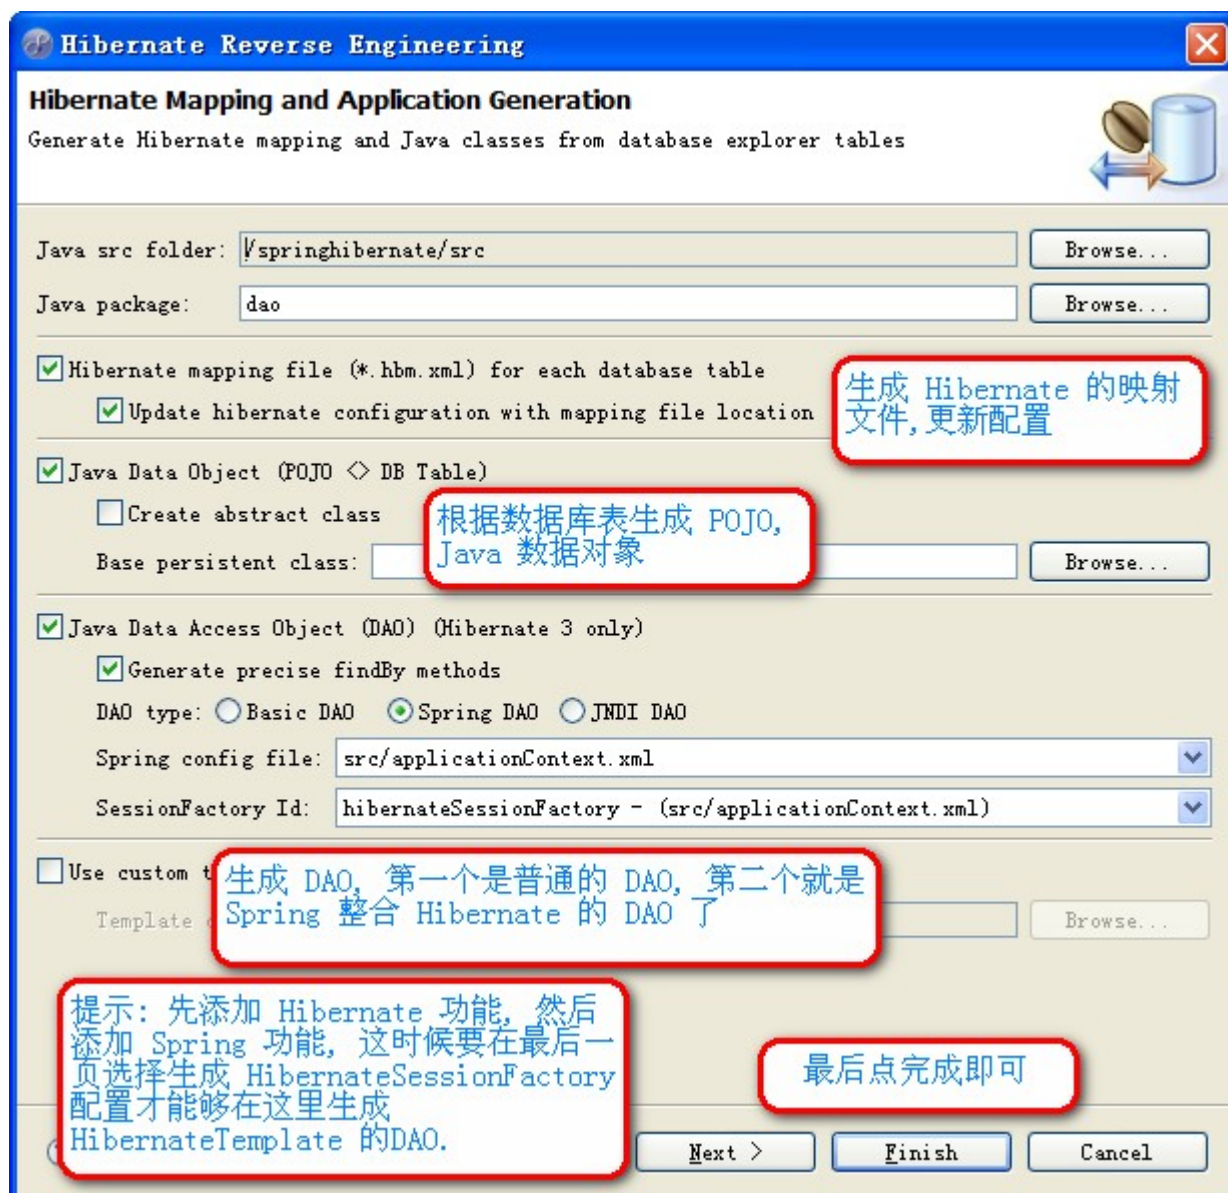 Hibernate Reverse Engineering
Hibernate Mapping and Application Generation
Generate Hibernate mapping and Java classes from database explorer tables
Java src folder: /springhibernate/src Browse...
Java package: dao Browse...
Hibernate mapping file (*.hbm.xml) for each database table
Update hibernate configuration with mapping file location
生成 Hibernate 的映射
文件,更新配置
Java Data Object (POJO <> DB Table)
Create abstract class
根据数据库表生成 POJO,
Java 数据对象
Base persistent class: Browse...
Java Data Access Object (DAO) (Hibernate 3 only)
Generate precise findBy methods
DAO type: Basic DAO Spring DAO JNDI DAO
Spring config file: src/applicationContext.xml
SessionFactory Id: hibernateSessionFactory - (src/applicationContext.xml)
Use custom
生成 DAO, 第一个是普通的 DAO, 第二个就是
Spring 整合 Hibernate 的 DAO 了
Template Browse...
提示: 先添加 Hibernate 功能, 然后
添加 Spring 功能, 这时候要在最后一
页选择生成 HibernateSessionFactory
配置才能够在这里生成
HibernateTemplate 的DAO.
最后点完成即可
Next > Finish Cancel